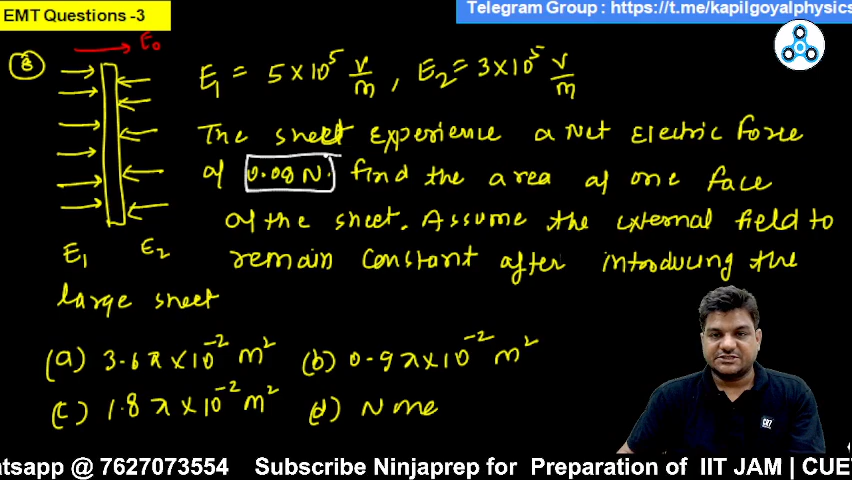 EMT Questions -3
Telegram Group : https://t.me/kapilgoyalphysics
E₀
③ E₁ = 5×10⁵ V/m , E₂ = 3×10⁵ V/m
The sheet Experience a Net Electric force
of 0.08 N. find the area of one face
of the sheet. Assume the external field to
E₁ E₂ remain constant after introducing the
large sheet
(a) 3.6π×10⁻² m² (b) 0.9π×10⁻² m²
(c) 1.8π×10⁻² m² (d) None
atsapp @ 7627073554 Subscribe Ninjaprep for Preparation of IIT JAM | CUE